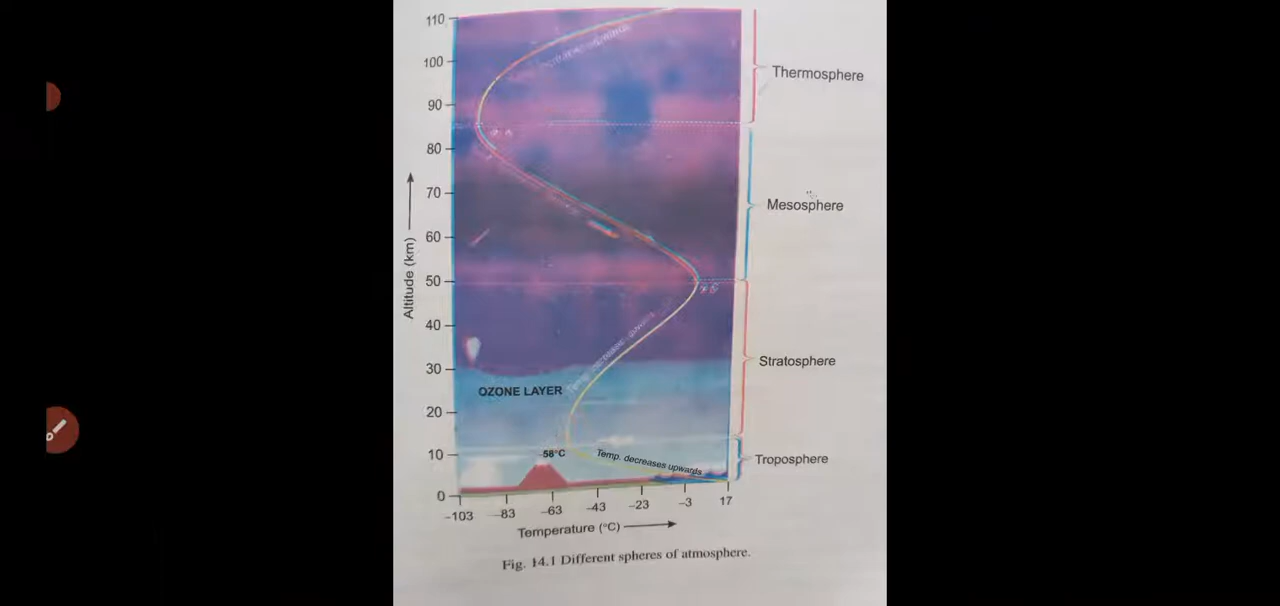 110
100
90
80
70
60
50
40
30
20
10
0
Altitude (km)
Thermosphere
Mesosphere
Stratosphere
Troposphere
OZONE LAYER
-58°C
Temp. decreases upwards
-103 -83 -63 -43 -23 -3 17
Temperature (°C)
Fig. 14.1 Different spheres of atmosphere.